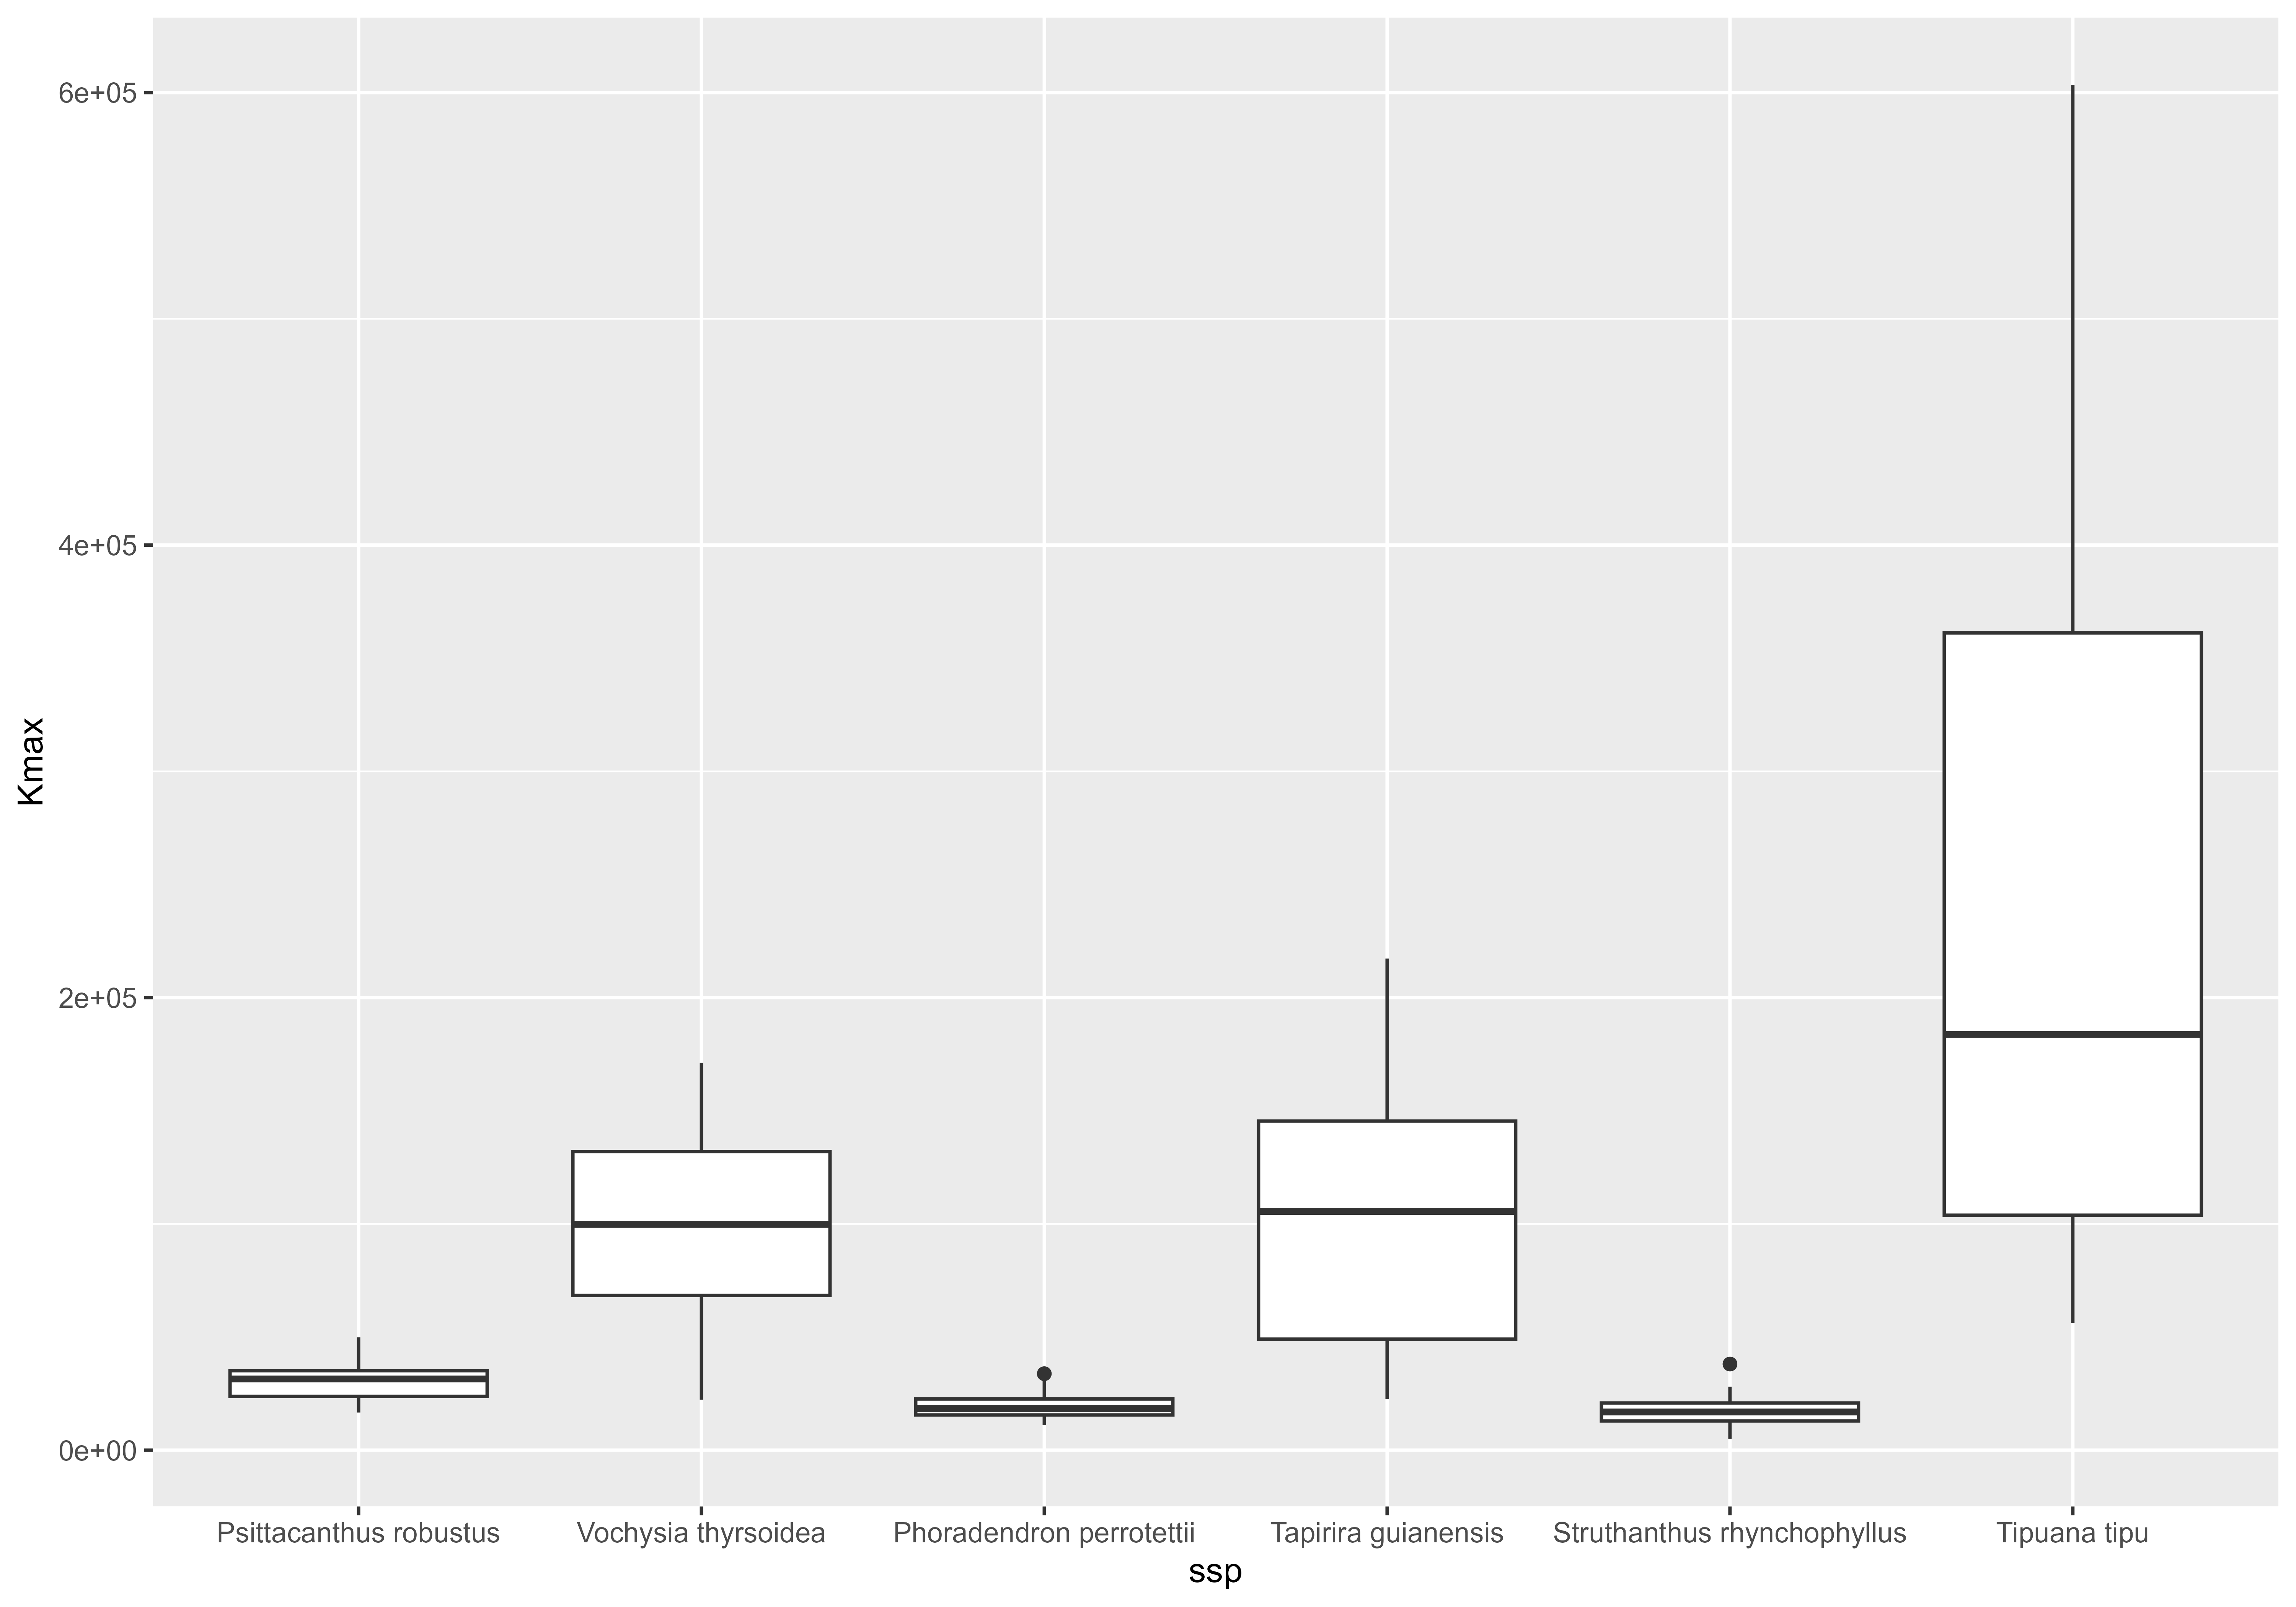 Kmax
6e+05
4e+05
2e+05
0e+00
Psittacanthus robustus
Vochysia thyrsoidea
Phoradendron perrotettii
Tapirira guianensis
Struthanthus rhynchophyllus
Tipuana tipu
ssp